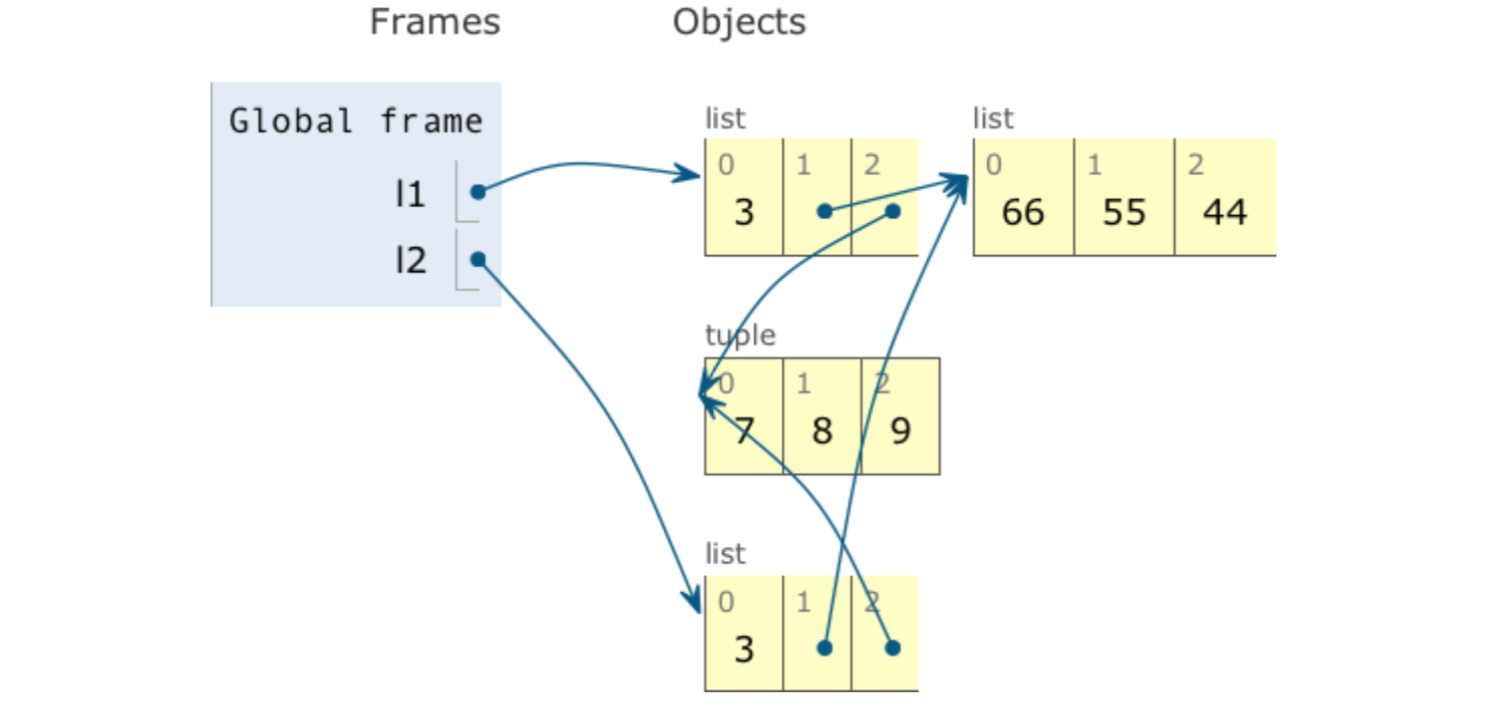 Frames Objects
Global frame
l1
l2
list
0 1 2
3
list
0 1 2
66 55 44
tuple
0 1 2
7 8 9
list
0 1 2
3